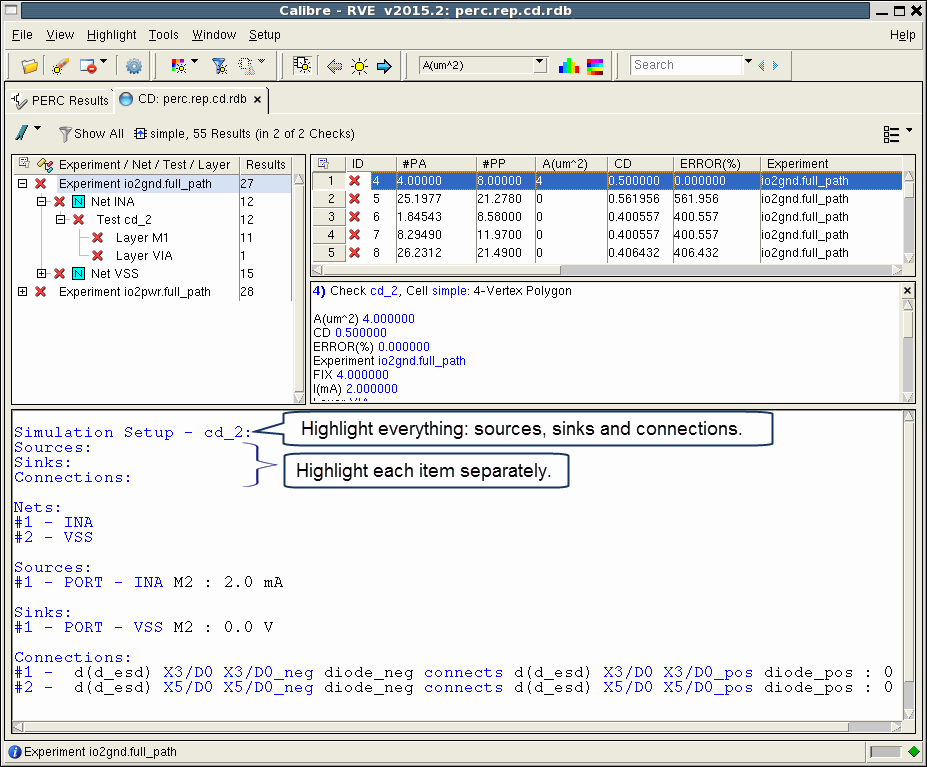 Calibre - RVE v2015.2: perc.rep.cd.rdb
File View Highlight Tools Window Setup Help
A(um^2) Search
PERC Results CD: perc.rep.cd.rdb
Show All simple, 55 Results (in 2 of 2 Checks)
Experiment / Net / Test / Layer Results
Experiment io2gnd.full_path 27
N Net INA 12
Test cd_2 12
Layer M1 11
Layer VIA 1
N Net VSS 15
Experiment io2pwr.full_path 28
ID #PA #PP A(um^2) CD ERROR(%) Experiment
1 4 4.00000 8.00000 4 0.500000 0.000000 io2gnd.full_path
2 5 25.1977 21.2780 0 0.561956 561.956 io2gnd.full_path
3 6 1.84543 8.58000 0 0.400557 400.557 io2gnd.full_path
4 7 8.29490 11.9700 0 0.400557 400.557 io2gnd.full_path
5 8 26.2312 21.4900 0 0.406432 406.432 io2gnd.full_path
4) Check cd_2, Cell simple: 4-Vertex Polygon
A(um^2) 4.000000
CD 0.500000
ERROR(%) 0.000000
Experiment io2gnd.full_path
FIX 4.000000
I(mA) 2.000000
Layer VIA
Simulation Setup - cd_2:
Highlight everything: sources, sinks and connections.
Sources:
Sinks:
Connections:
Highlight each item separately.
Nets:
#1 - INA
#2 - VSS
Sources:
#1 - PORT - INA M2 : 2.0 mA
Sinks:
#1 - PORT - VSS M2 : 0.0 V
Connections:
#1 - d(d_esd) X3/D0 X3/D0_neg diode_neg connects d(d_esd) X3/D0 X3/D0_pos diode_pos : 0
#2 - d(d_esd) X5/D0 X5/D0_neg diode_neg connects d(d_esd) X5/D0 X5/D0_pos diode_pos : 0
Experiment io2gnd.full_path